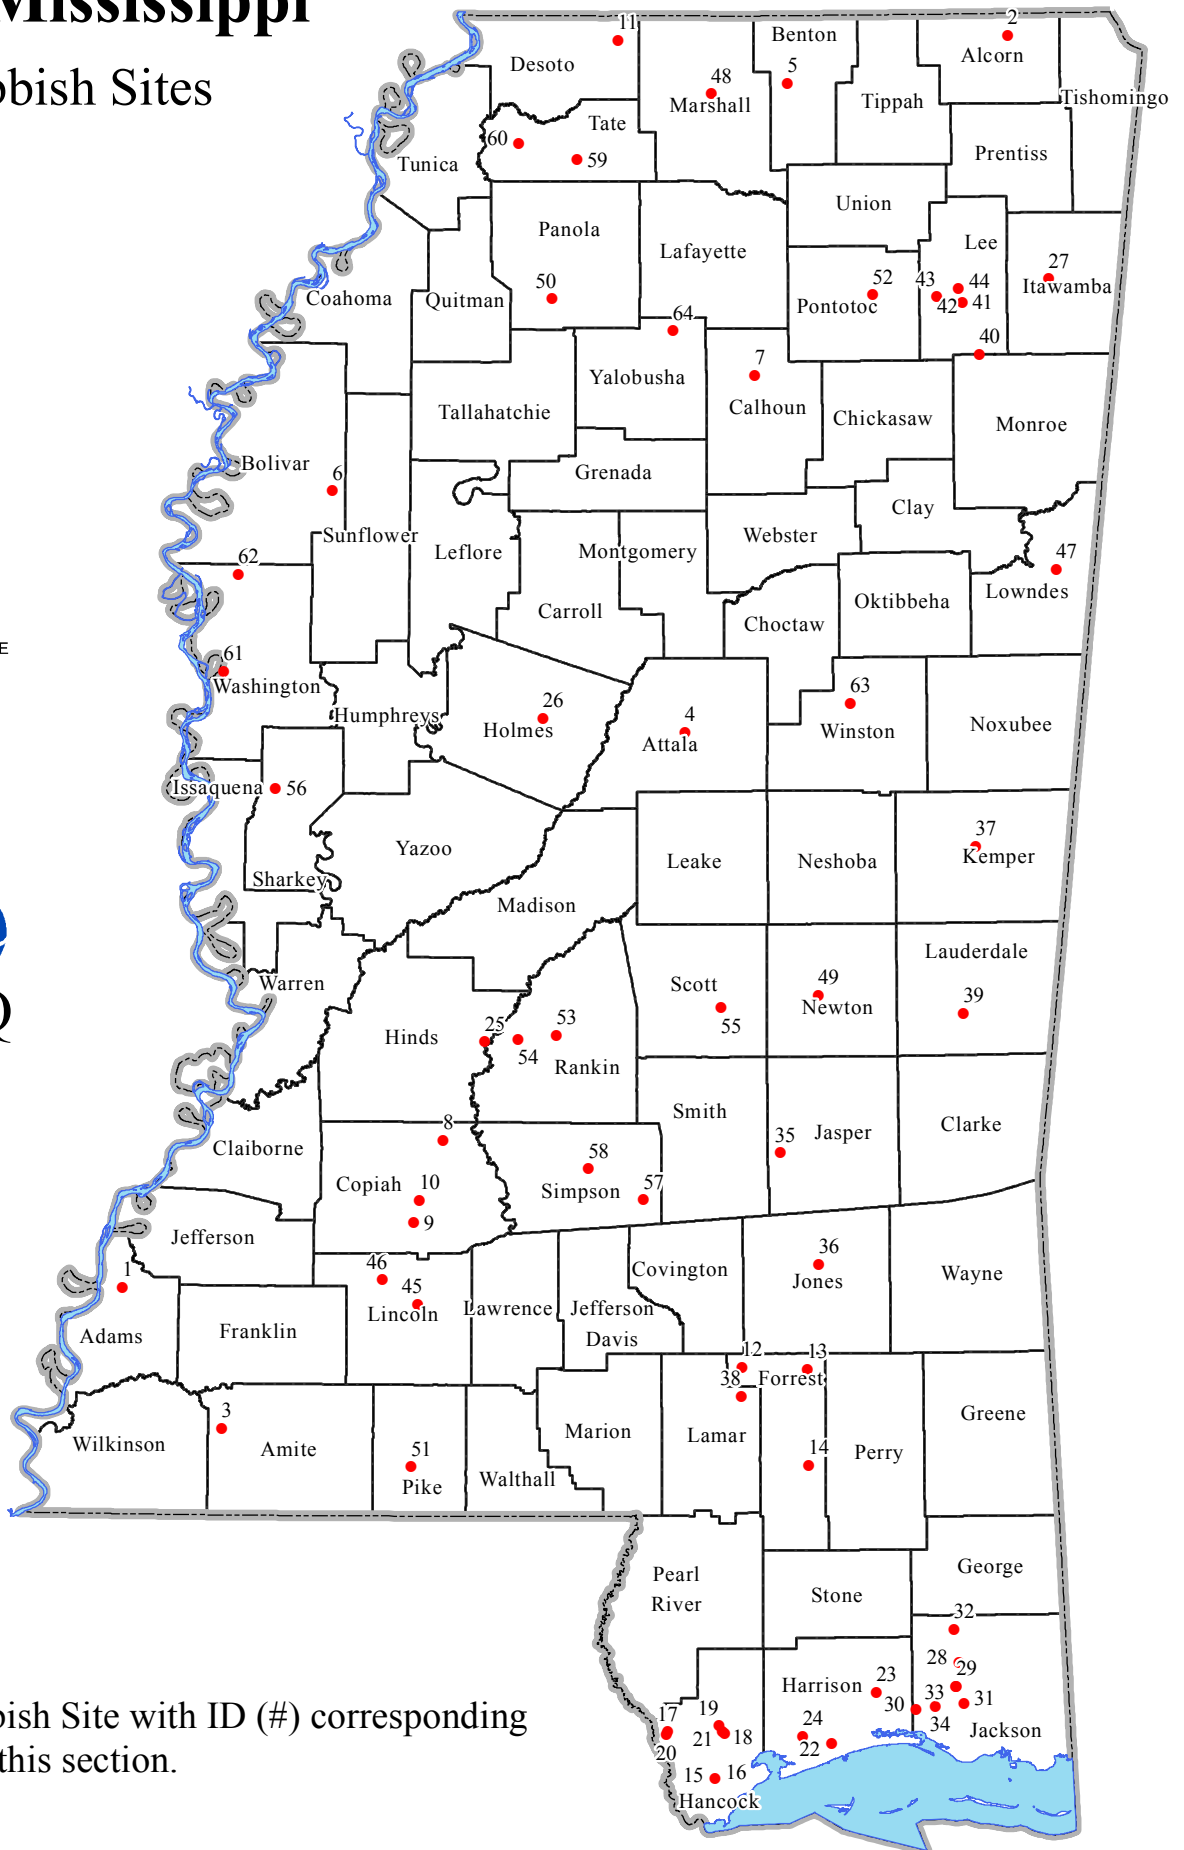 Mississippi
bbish Sites
11
2
Benton
Desoto
Alcorn
48
5
Marshall
Tippah
Tishomingo
Tate
60
59
Tunica
Prentiss
Union
Panola
Lee
Lafayette
27
50
52
43
44
Itawamba
Coahoma
Quitman
Pontotoc
42
41
64
40
7
Yalobusha
Calhoun
Tallahatchie
Chickasaw
Monroe
Bolivar
6
Grenada
Clay
Sunflower
Leflore
Montgomery
Webster
47
62
Lowndes
Carroll
Oktibbeha
Choctaw
E
61
Washington
63
26
Humphreys
4
Holmes
Attala
Winston
Noxubee
Issaquena
56
37
Yazoo
Leake
Neshoba
Kemper
Sharkey
Madison
Lauderdale
Warren
Scott
49
39
Newton
Q
25
53
Hinds
55
54
Rankin
Smith
8
35
Jasper
Clarke
Claiborne
58
Copiah
10
57
Simpson
9
Jefferson
36
46
Covington
1
Jones
Wayne
45
Lincoln
Lawrence
Jefferson
Davis
Adams
Franklin
12
13
38
Forrest
3
Greene
Wilkinson
Amite
Marion
Lamar
51
14
Perry
Pike
Walthall
George
Pearl
River
Stone
32
28
29
23
Harrison
30
33
31
17
19
24
34
Jackson
21
18
20
22
15
16
Hancock
bish Site with ID (#) corresponding
this section.